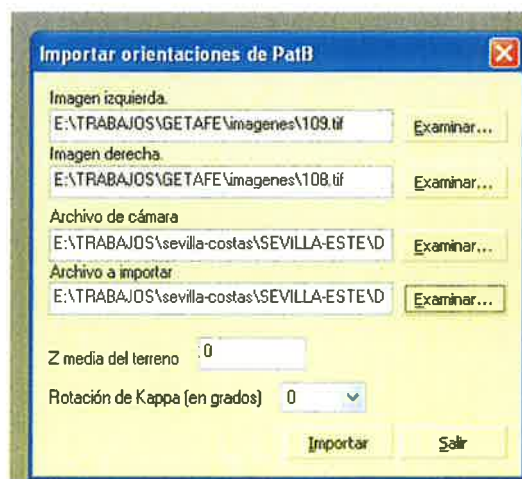 Importar orientaciones de PatB
Imagen izquierda.
E:\TRABAJOS\GETAFE\imagenes\109.tif Examinar...
Imagen derecha.
E:\TRABAJOS\GETAFE\imagenes\108.tif Examinar...
Archivo de cámara
E:\TRABAJOS\sevilla-costas\SEVILLA-ESTE\D Examinar...
Archivo a importar
E:\TRABAJOS\sevilla-costas\SEVILLA-ESTE\D Examinar...
Z media del terreno 0
Rotación de Kappa (en grados) 0
Importar Salir